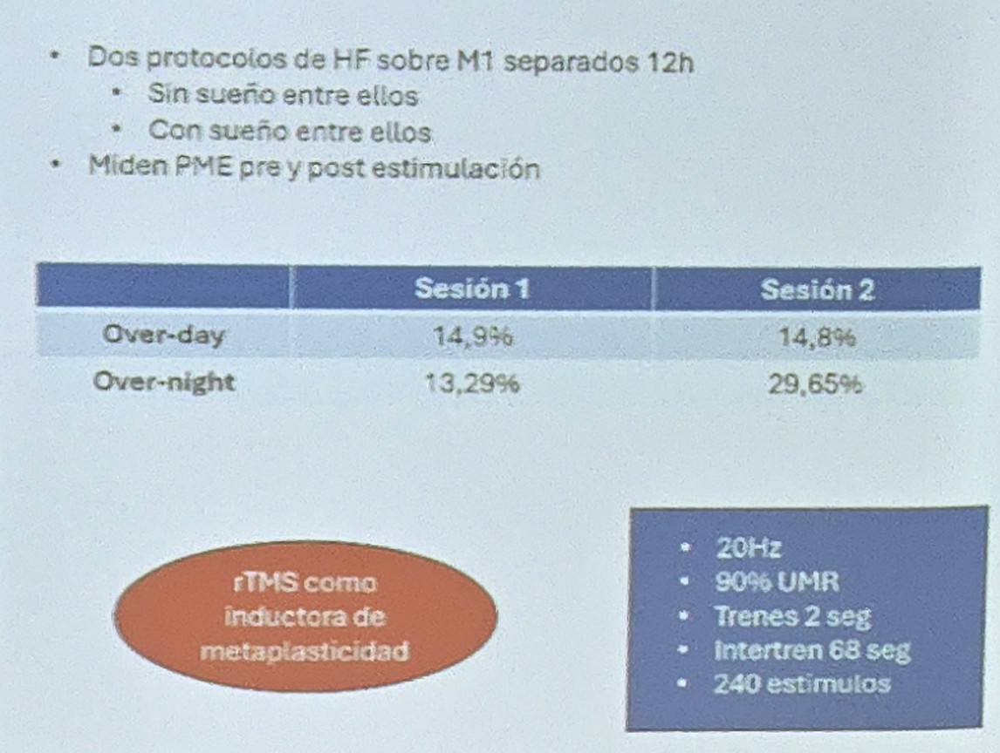 Dos protocolos de HF sobre M1 separados 12h
Sin sueño entre ellos
Con sueño entre ellos
Miden PME pre y post estimulación
Sesión 1 Sesión 2
Over-day 14,9% 14,8%
Over-night 13,29% 29,65%
rTMS como
inductora de
metaplasticidad
20Hz
90% UMR
Trenes 2 seg
Intertren 68 seg
240 estimulos